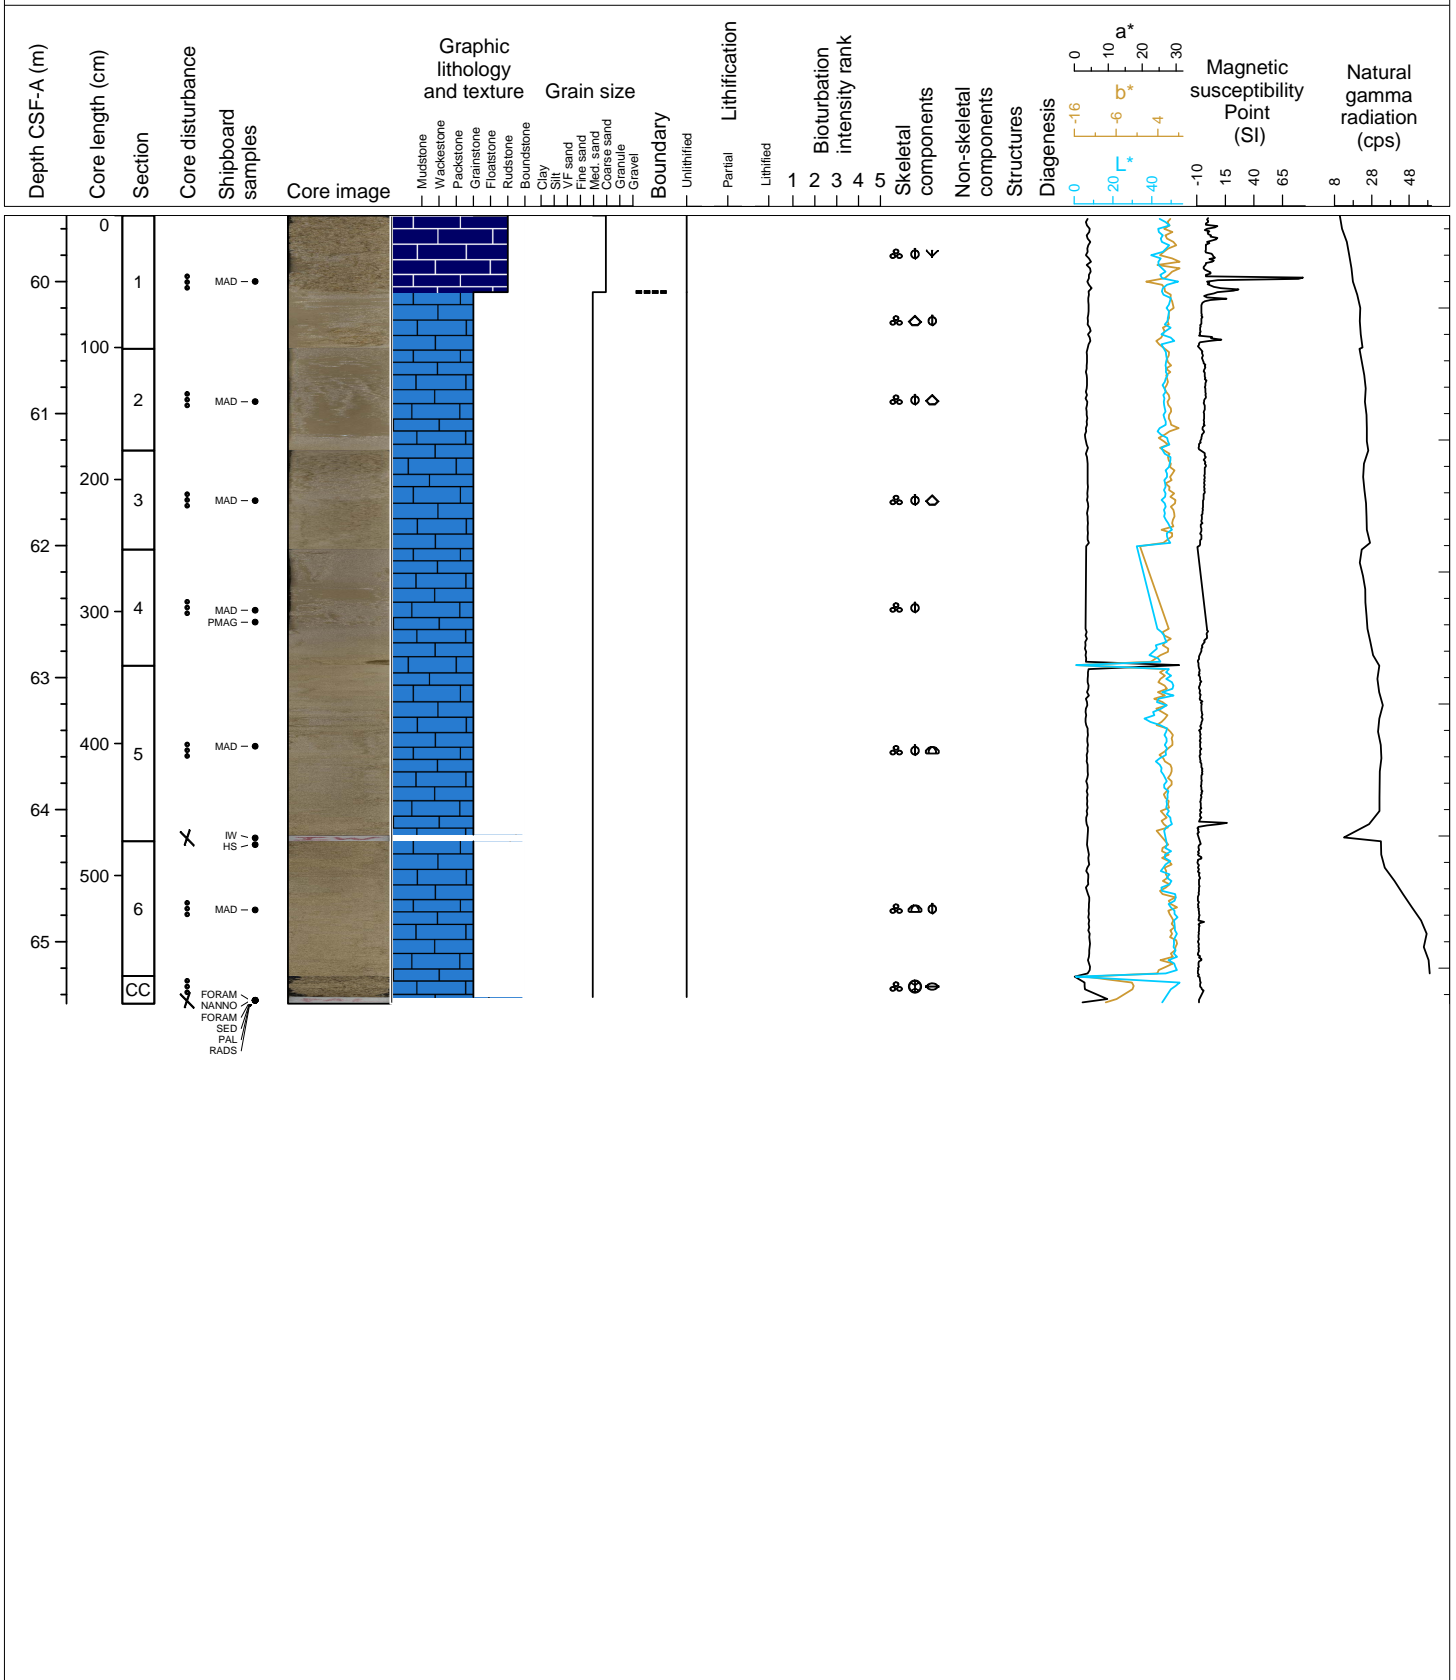 Depth CSF-A (m)
Core length (cm)
Section
Core disturbance
Shipboard
samples
Core image
Graphic
lithology
and texture
Mudstone
Wackestone
Packstone
Grainstone
Floatstone
Rudstone
Boundstone
Grain size
Clay
Silt
VF sand
Fine sand
Med. sand
Coarse sand
Granule
Gravel
Boundary
Lithification
Unlithified
Partial
Lithified
Bioturbation
intensity rank
1 2 3 4 5
Skeletal
components
Non-skeletal
components
Structures
Diagenesis
a*
0 10 20 30
b*
-16 -6 4
L*
0 20 40
Magnetic
susceptibility
Point
(SI)
-10 15 40 65
Natural
gamma
radiation
(cps)
8 28 48
0
60
1
MAD
100
61
2
MAD
200
3
MAD
62
300
4
MAD
PMAG
63
400
5
MAD
64
IW
HS
500
6
MAD
65
CC
FORAM
NANNO
FORAM
SED
PAL
RADS